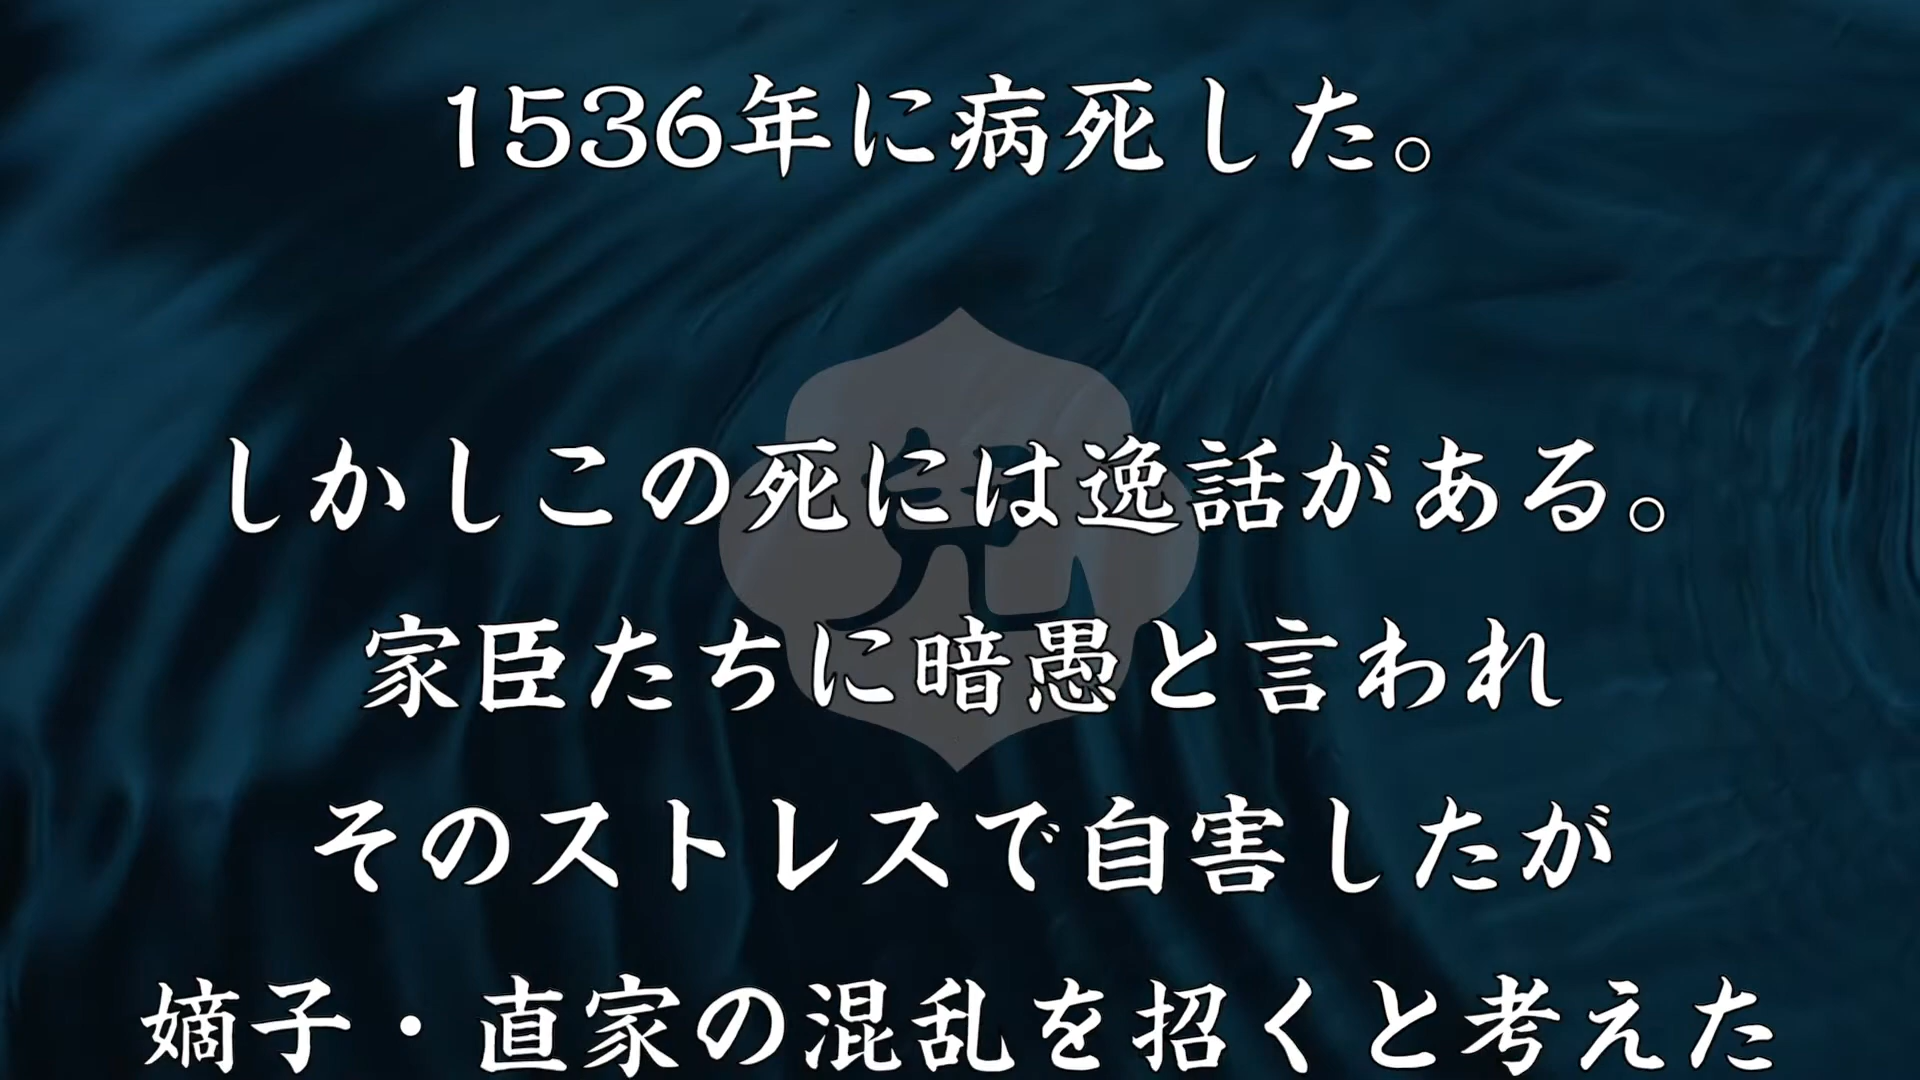 1536年に病死した。
しかしこの死には逸話がある。
兒
家臣たちに暗愚と言われ
そのストレスで自害したが
嫡子・直家の混乱を招くと考えた